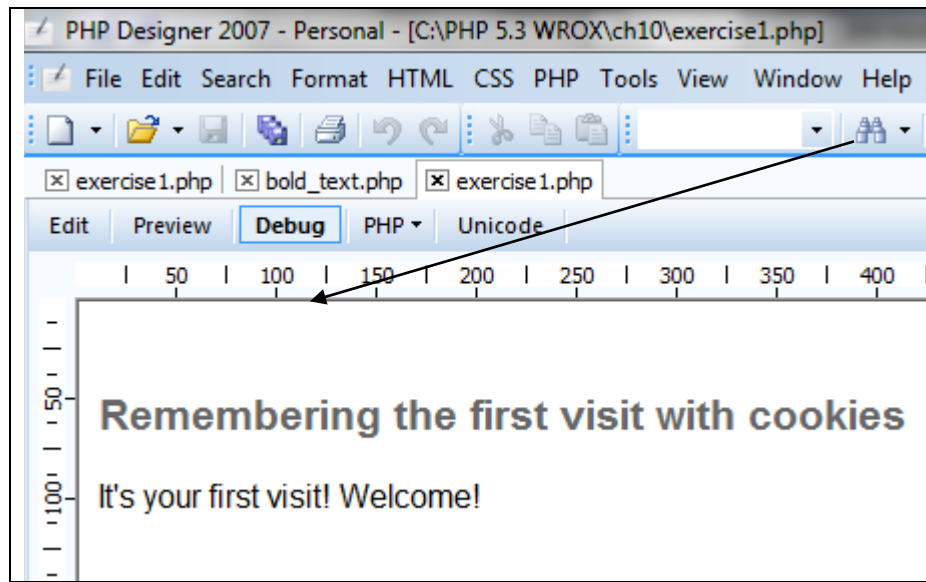 PHP Designer 2007 - Personal - [C:\PHP 5.3 WROX\ch10\exercise1.php]
File Edit Search Format HTML CSS PHP Tools View Window Help
exercise1.php bold_text.php exercise1.php
Edit Preview Debug PHP Unicode
50 100 150 200 250 300 350 400
50
100
Remembering the first visit with cookies
It's your first visit! Welcome!